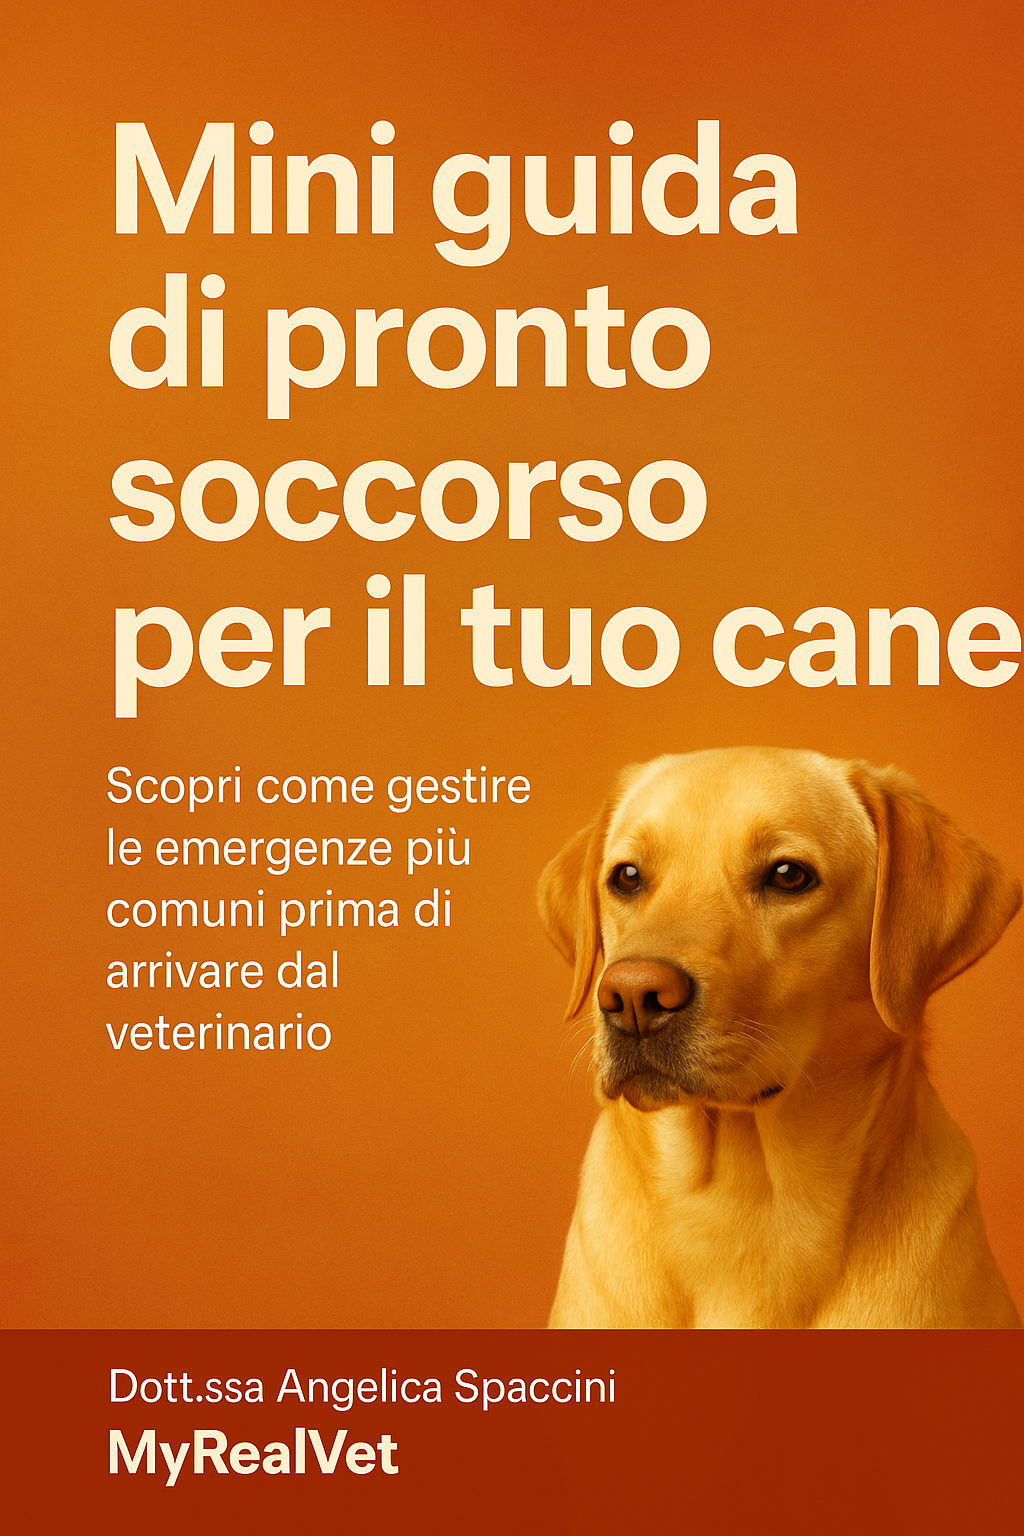 Mini guida
di pronto
soccorso
per il tuo cane
Scopri come gestire
le emergenze più
comuni prima di
arrivare dal
veterinario
Dott.ssa Angelica Spaccini
MyRealVet